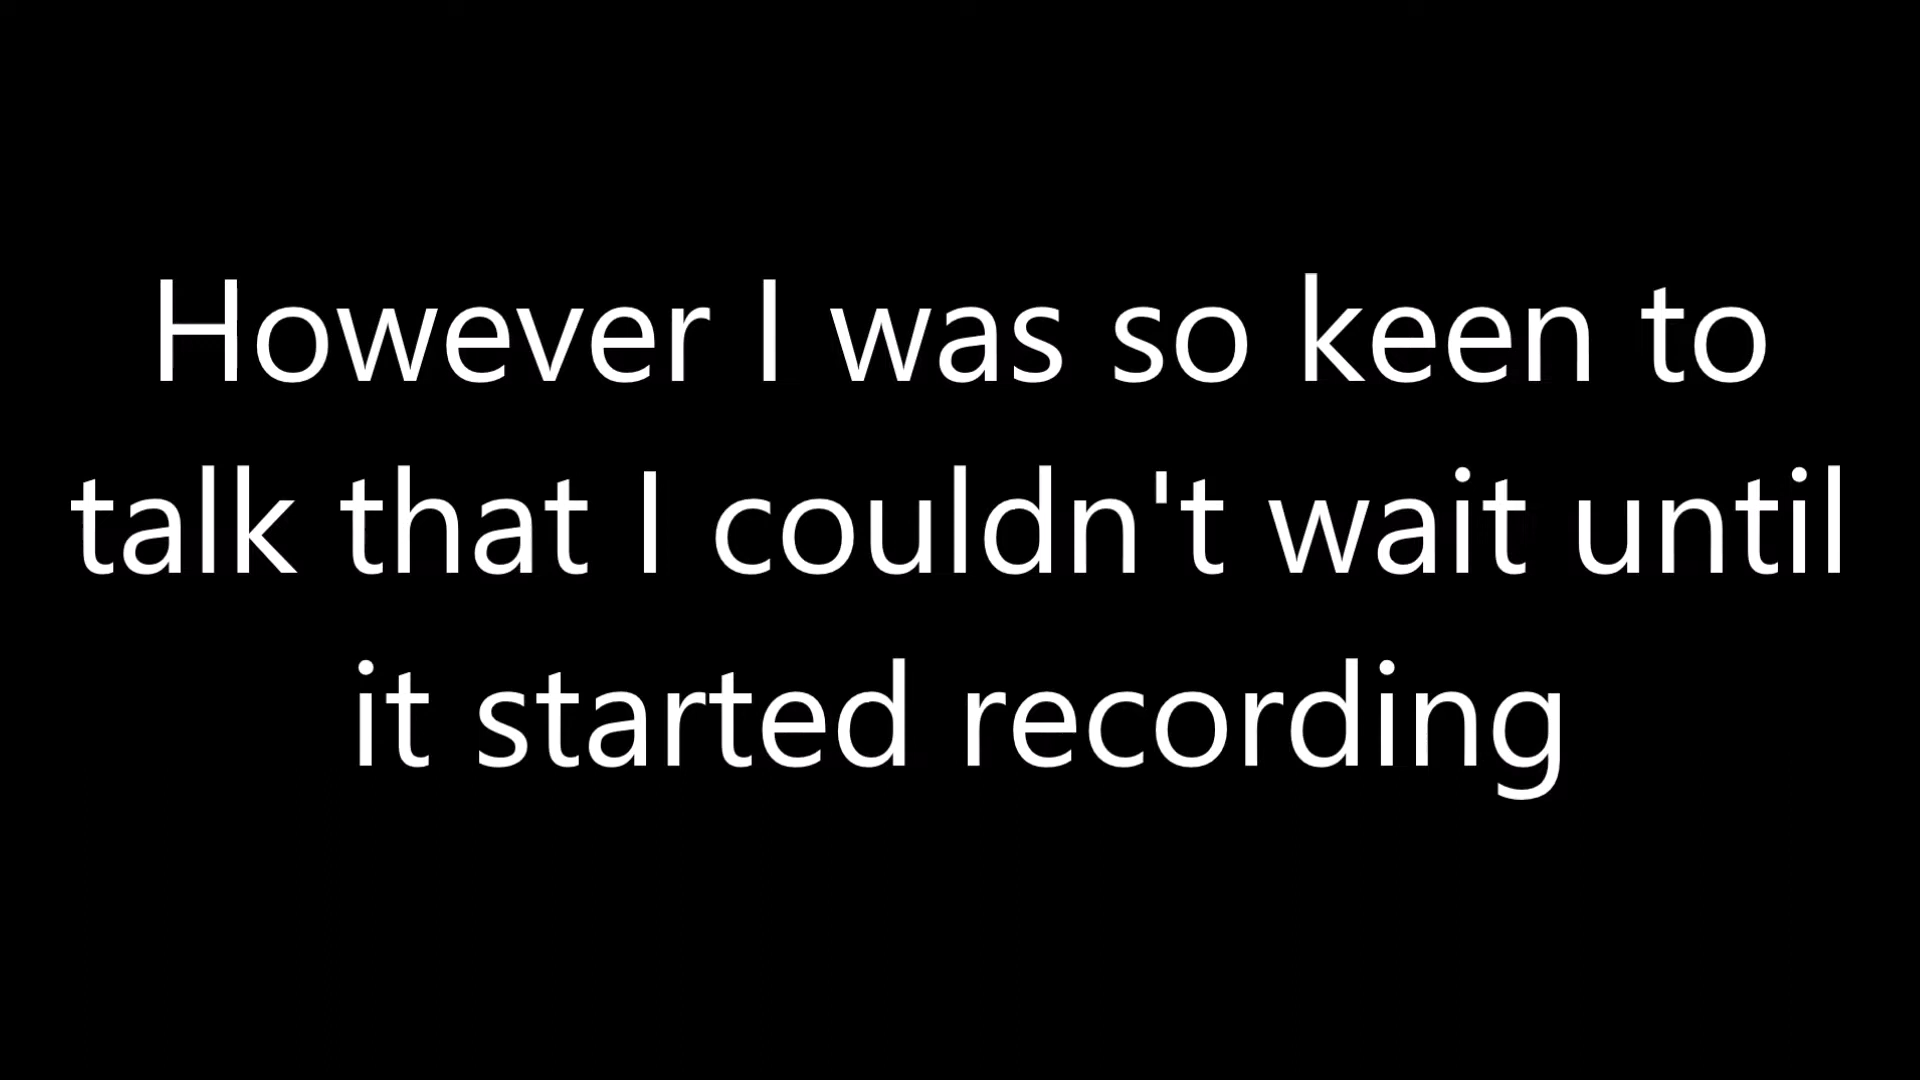 However I was so keen to
talk that I couldn't wait until
it started recording